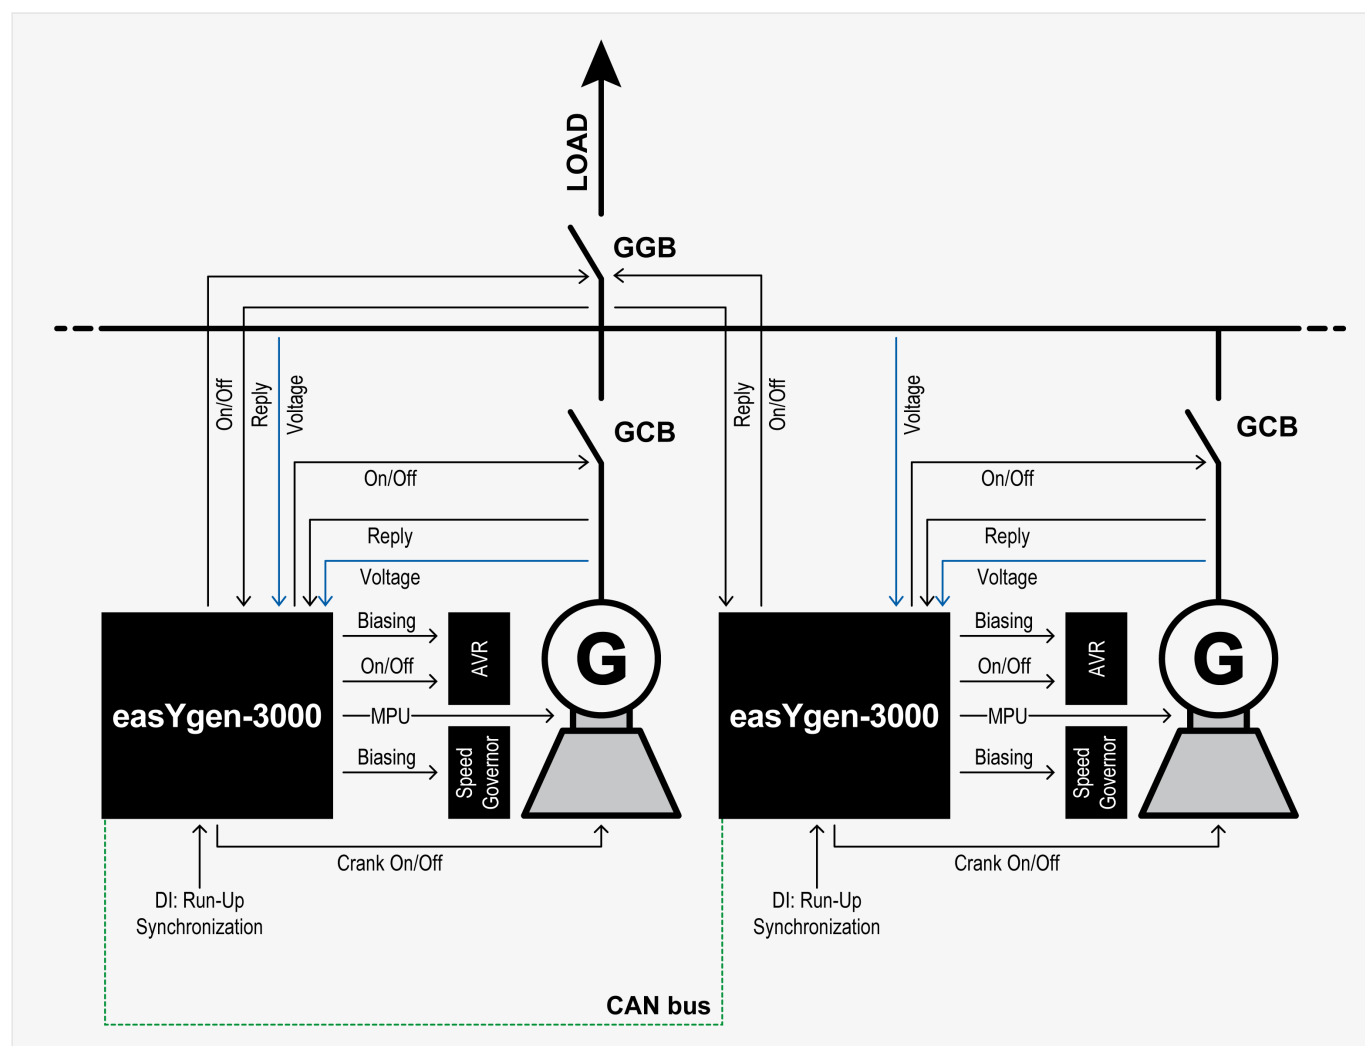 LOAD
GGB
On/Off
Reply
Voltage
Reply
On/Off
Voltage
GCB
GCB
On/Off
Reply
Voltage
On/Off
Reply
Voltage
easYgen-3000
Biasing
On/Off
MPU
Biasing
AVR
Speed
Governor
G
easYgen-3000
Biasing
On/Off
MPU
Biasing
AVR
Speed
Governor
G
Crank On/Off
DI: Run-Up
Synchronization
Crank On/Off
DI: Run-Up
Synchronization
CAN bus